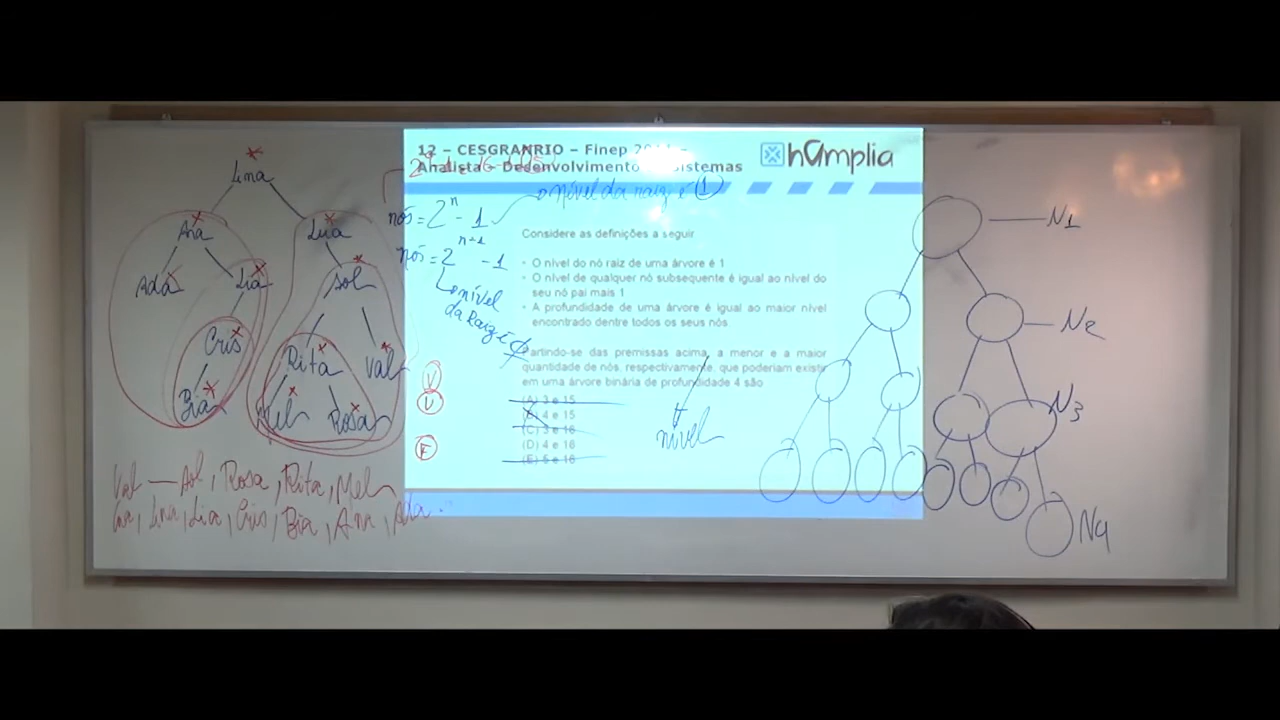 12 – CESGRANRIO – Finep
Analista – Desenvolvimento Sistemas
hamplia
nós = 2^n - 1
o nível da raiz é 1
nós = 2^n+1 - 1
o nível da Raiz é 0
Considere as definições a seguir
• O nível do nó raiz de uma árvore é 1
• O nível de qualquer nó subsequente é igual ao nível do
seu nó pai mais 1
• A profundidade de uma árvore é igual ao maior nível
encontrado dentre todos os seus nós
Partindo-se das premissas acima, a menor e a maior
quantidade de nós, respectivamente, que poderiam existir
em uma árvore binária de profundidade 4 são
(A) 3 e 15
(B) 4 e 15
(C) 3 e 16
(D) 4 e 16
(E) 5 e 16
nível
V
V
F
Lina
Ana
Lua
Ada
Lia
Sol
Cris
Rita
Val
Bia
Mel
Rosa
Val — Sol, Rosa, Rita, Mel
Lua, Lina, Lia, Cris, Bia, Ana, Ada.
N1
N2
N3
N4